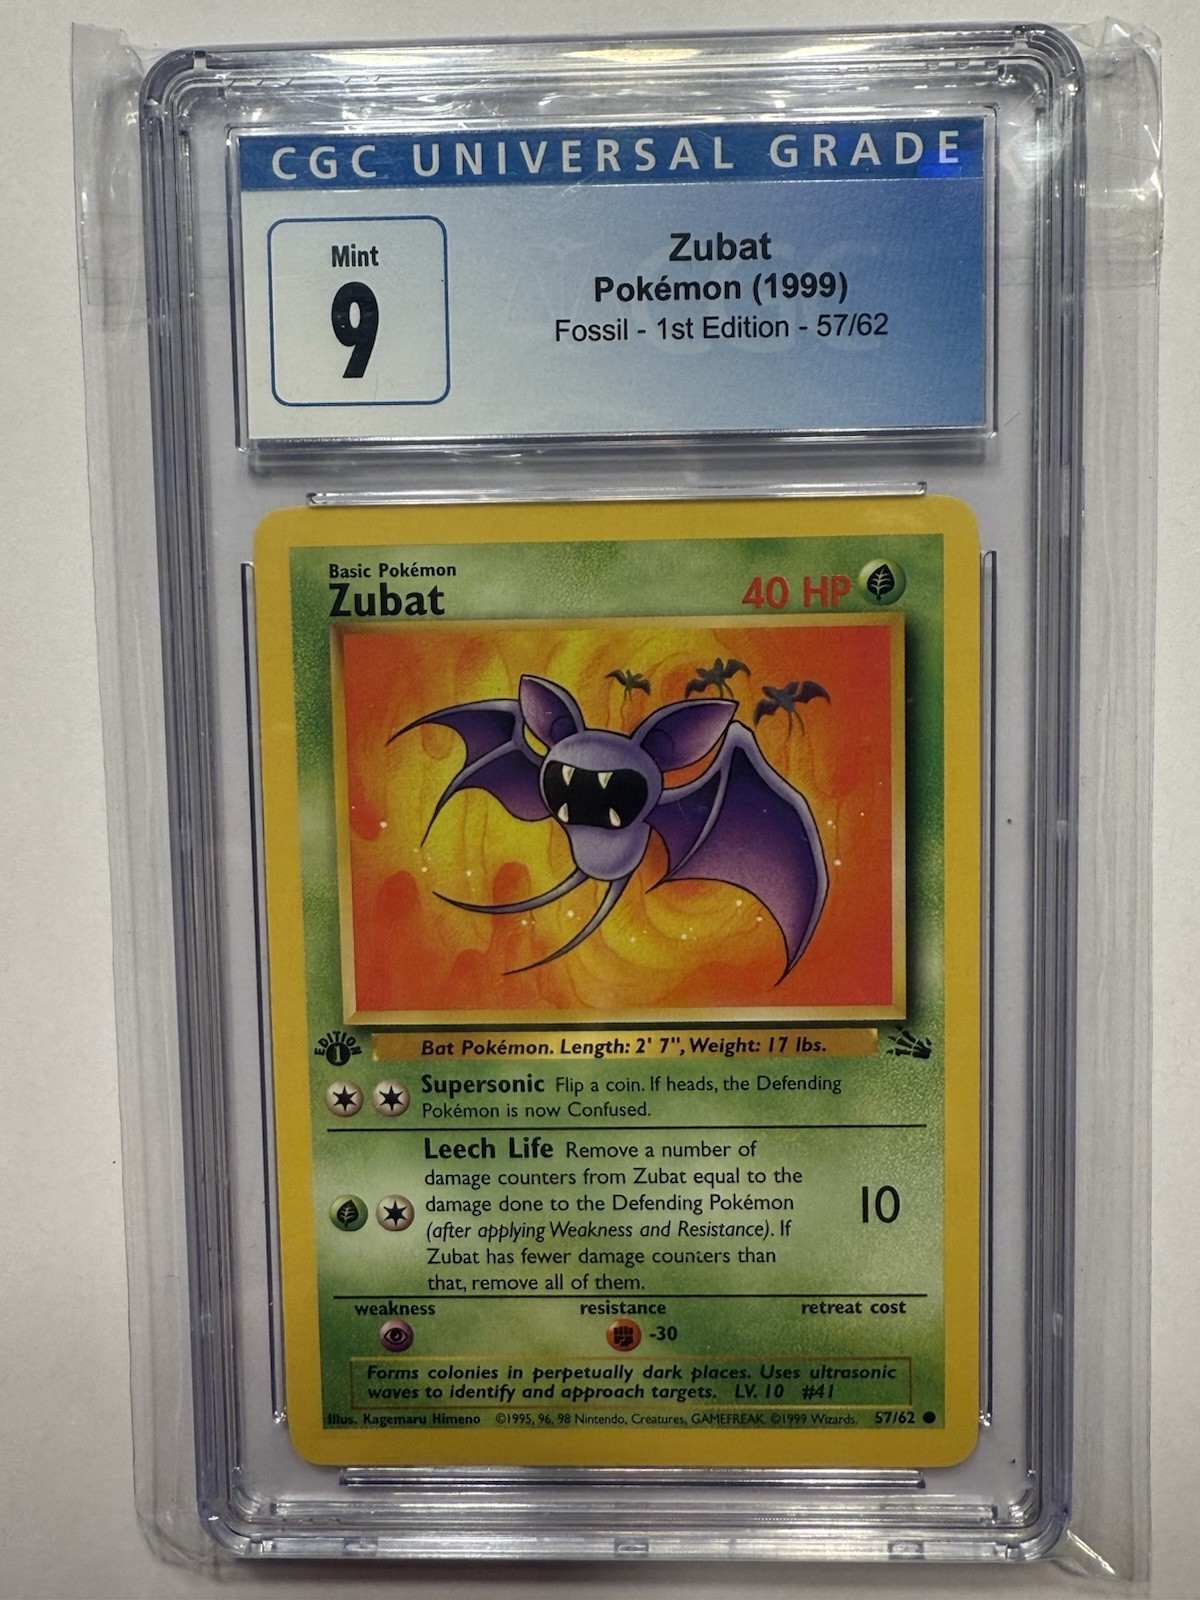 CGC UNIVERSAL GRADE
Mint
9
Zubat
Pokémon (1999)
Fossil - 1st Edition - 57/62
Basic Pokémon
Zubat
40 HP
EDITION
1
Bat Pokémon. Length: 2' 7", Weight: 17 lbs.
Supersonic Flip a coin. If heads, the Defending
Pokémon is now Confused.
Leech Life Remove a number of
damage counters from Zubat equal to the
damage done to the Defending Pokémon
(after applying Weakness and Resistance). If
Zubat has fewer damage counters than
that, remove all of them.
10
weakness resistance retreat cost
-30
Forms colonies in perpetually dark places. Uses ultrasonic
waves to identify and approach targets. LV. 10 #41
Illus. Kagemaru Himeno ©1995, 96, 98 Nintendo, Creatures, GAMEFREAK. ©1999 Wizards. 57/62